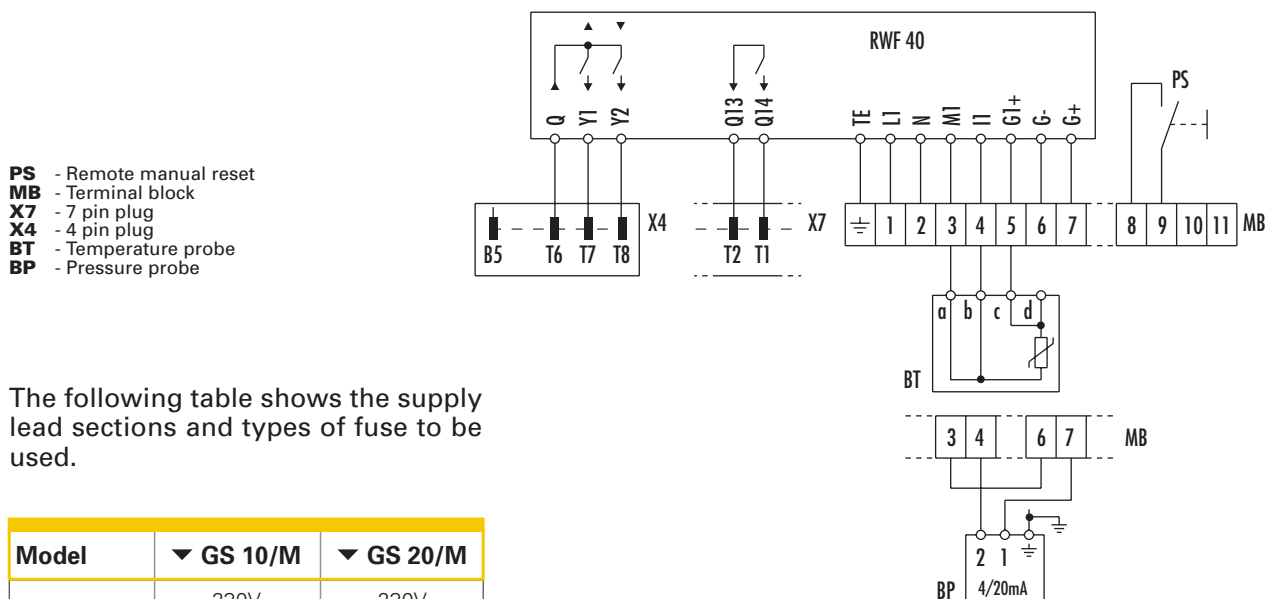 RWF 40
PS
Q Y1 Y2 Q13 Q14 TE L1 N M1 I1 G1+ G- G+
PS - Remote manual reset
MB - Terminal block
X7 - 7 pin plug
X4 - 4 pin plug
BT - Temperature probe
BP - Pressure probe
B5 T6 T7 T8 X4
T2 T1 X7
1 2 3 4 5 6 7 8 9 10 11 MB
a b c d
BT
The following table shows the supply
lead sections and types of fuse to be
used.
3 4 6 7 MB
Model ▼ GS 10/M ▼ GS 20/M
2 1
BP 4/20mA